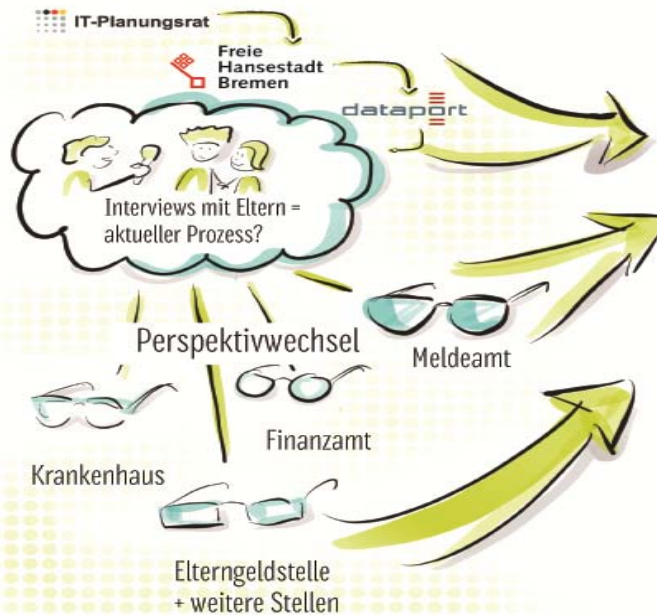 IT-Planungsrat
Freie
Hansestadt
Bremen
dataport
Interviews mit Eltern =
aktueller Prozess?
Perspektivwechsel
Meldeamt
Finanzamt
Krankenhaus
Elterngeldstelle
+ weitere Stellen